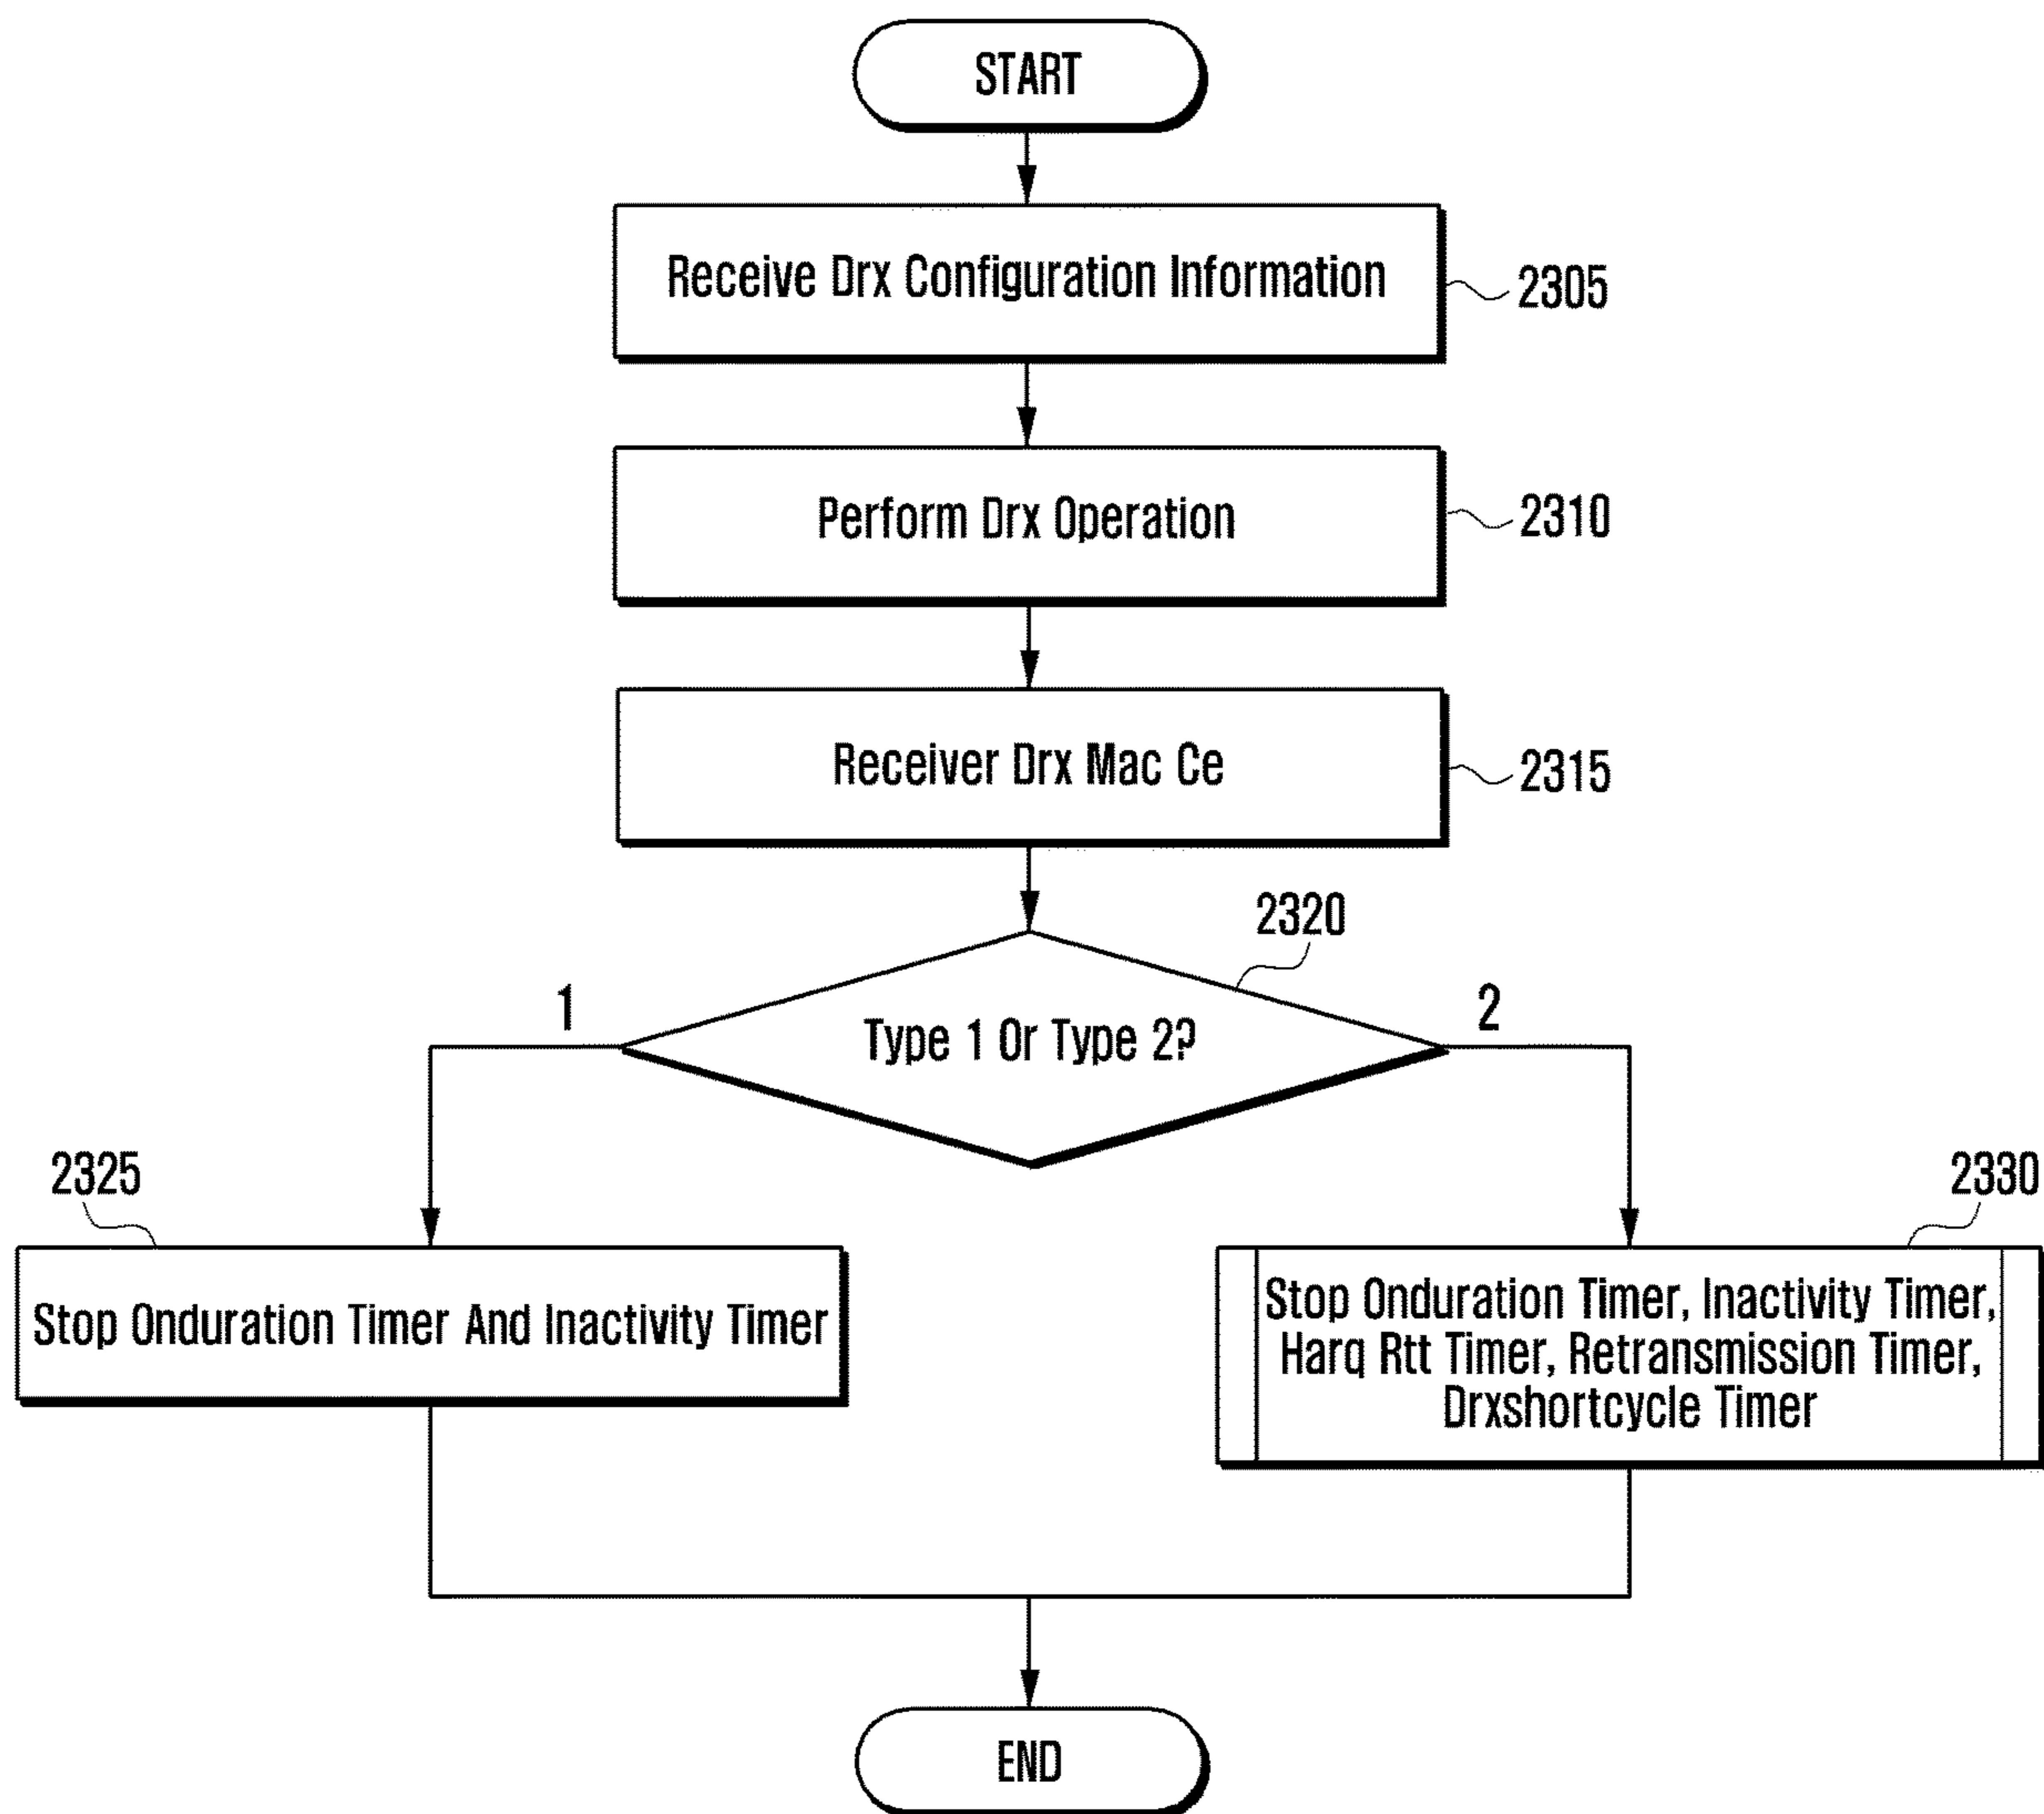 START
Receive Drx Configuration Information
2305
Perform Drx Operation
2310
Receiver Drx Mac Ce
2315
2320
Type 1 Or Type 2?
1
2
2325
Stop Onduration Timer And Inactivity Timer
2330
Stop Onduration Timer, Inactivity Timer,
Harq Rtt Timer, Retransmission Timer,
Drxshortcycle Timer
END